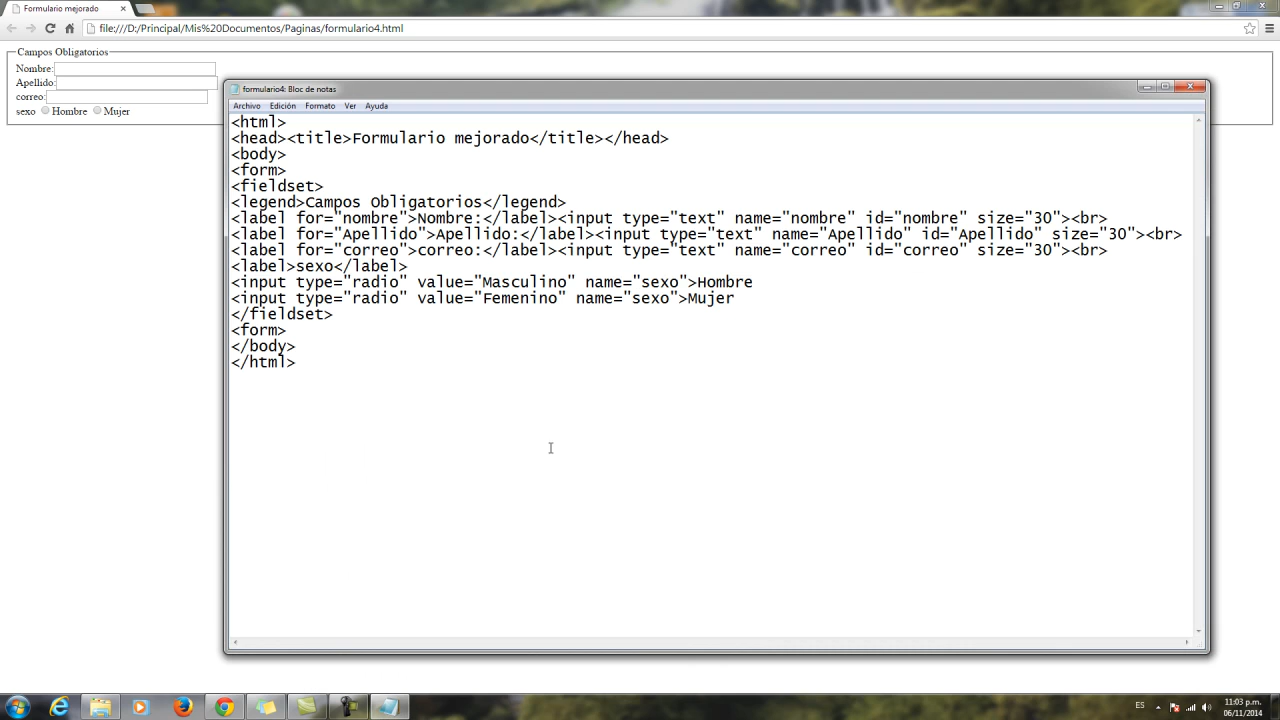 Formulario mejorado
file:///D:/Principal/Mis%20Documentos/Paginas/formulario4.html
Campos Obligatorios
Nombre:
Apellido:
correo:
sexo Hombre Mujer
formulario4: Bloc de notas
Archivo Edición Formato Ver Ayuda
<html>
<head><title>Formulario mejorado</title></head>
<body>
<form>
<fieldset>
<legend>Campos Obligatorios</legend>
<label for="nombre">Nombre:</label><input type="text" name="nombre" id="nombre" size="30"><br>
<label for="Apellido">Apellido:</label><input type="text" name="Apellido" id="Apellido" size="30"><br>
<label for="correo">correo:</label><input type="text" name="correo" id="correo" size="30"><br>
<label>sexo</label>
<input type="radio" value="Masculino" name="sexo">Hombre
<input type="radio" value="Femenino" name="sexo">Mujer
</fieldset>
<form>
</body>
</html>
ES
11:03 p.m.
06/11/2014